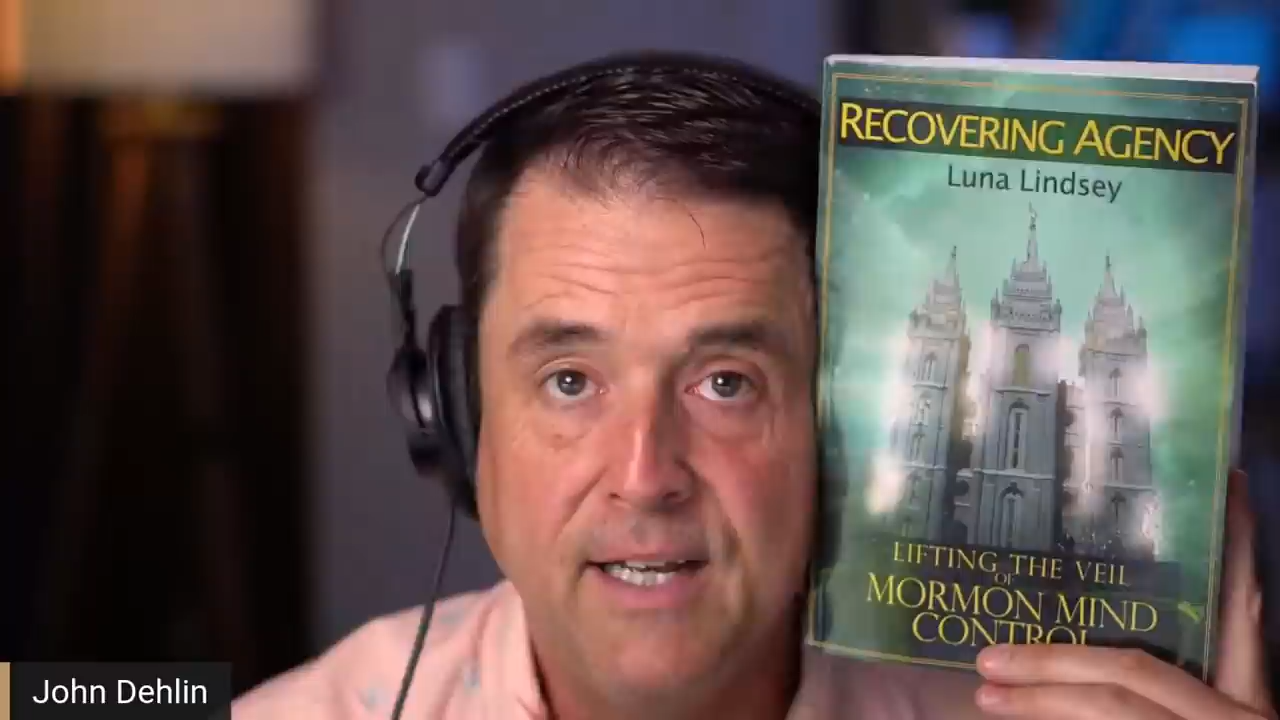 RECOVERING AGENCY
Luna Lindsey
LIFTING THE VEIL
OF
MORMON MIND
CONTROL
John Dehlin